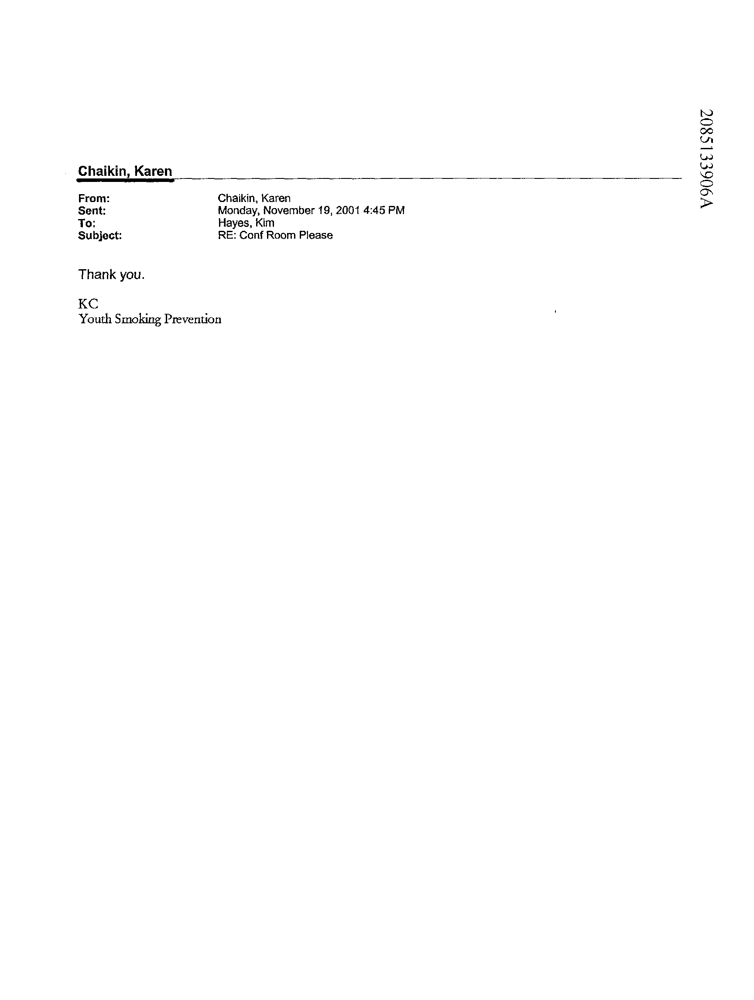 2085133906A
Chaikin, Karen
From: Chaikin, Karen
Sent: Monday, November 19, 2001 4:45 PM
To: Hayes, Kim
Subject: RE: Conf Room Please
Thank you.
KC
Youth Smoking Prevention